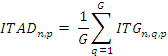 ITAD_{n,p} = \frac{1}{G} \sum_{q=1}^{G} ITG_{n,q,p}